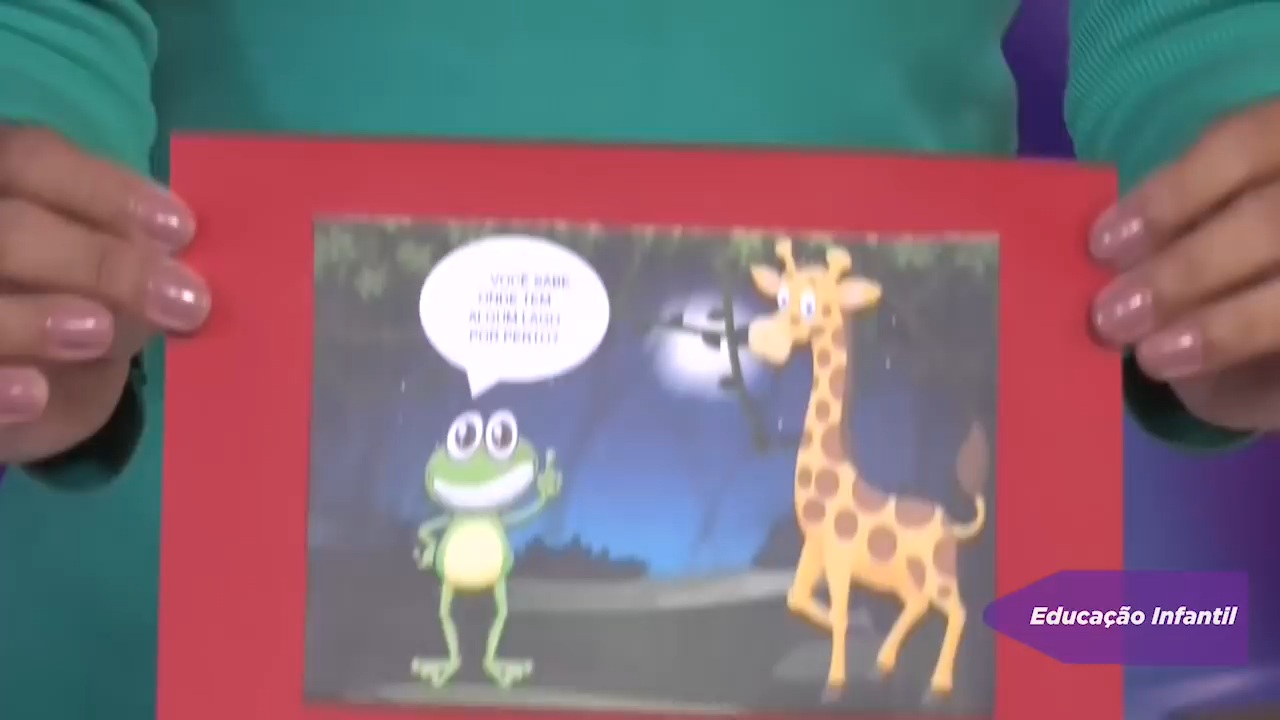 VOCÊ SABE
ONDE TEM
ALGUM LAGO
POR PERTO?
Educação Infantil